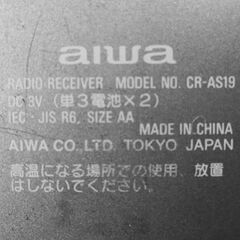 aiwa
RADIO RECEIVER MODEL NO. CR-AS19
DC 3V (単3電池×2)
IEC・JIS R6, SIZE AA
MADE IN CHINA
AIWA CO., LTD. TOKYO JAPAN
高温になる場所での使用、放置
はしないでください。